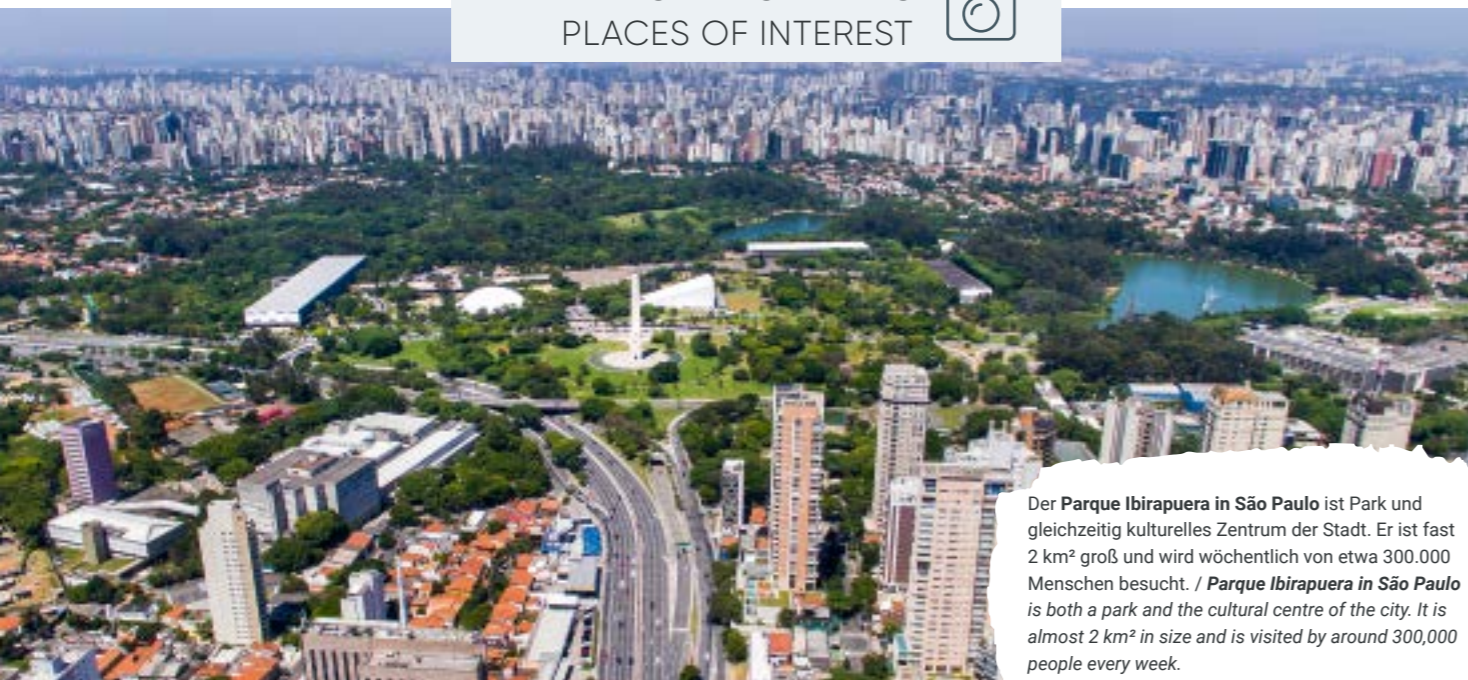 PLACES OF INTEREST
Der Parque Ibirapuera in São Paulo ist Park und
gleichzeitig kulturelles Zentrum der Stadt. Er ist fast
2 km² groß und wird wöchentlich von etwa 300.000
Menschen besucht. / Parque Ibirapuera in São Paulo
is both a park and the cultural centre of the city. It is
almost 2 km² in size and is visited by around 300,000
people every week.